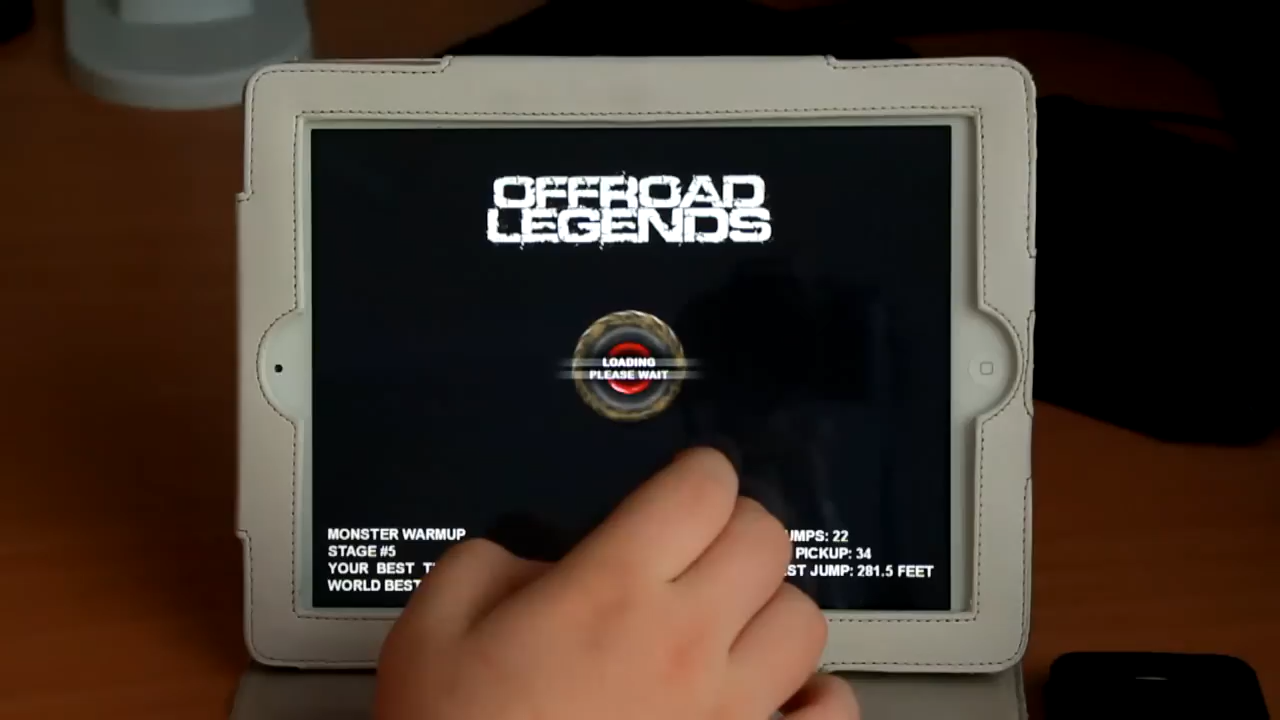 OFFROAD
LEGENDS
LOADING
PLEASE WAIT
MONSTER WARMUP
STAGE #5
YOUR BEST
WORLD BEST
22
PICKUP: 34
JUMP: 281.5 FEET